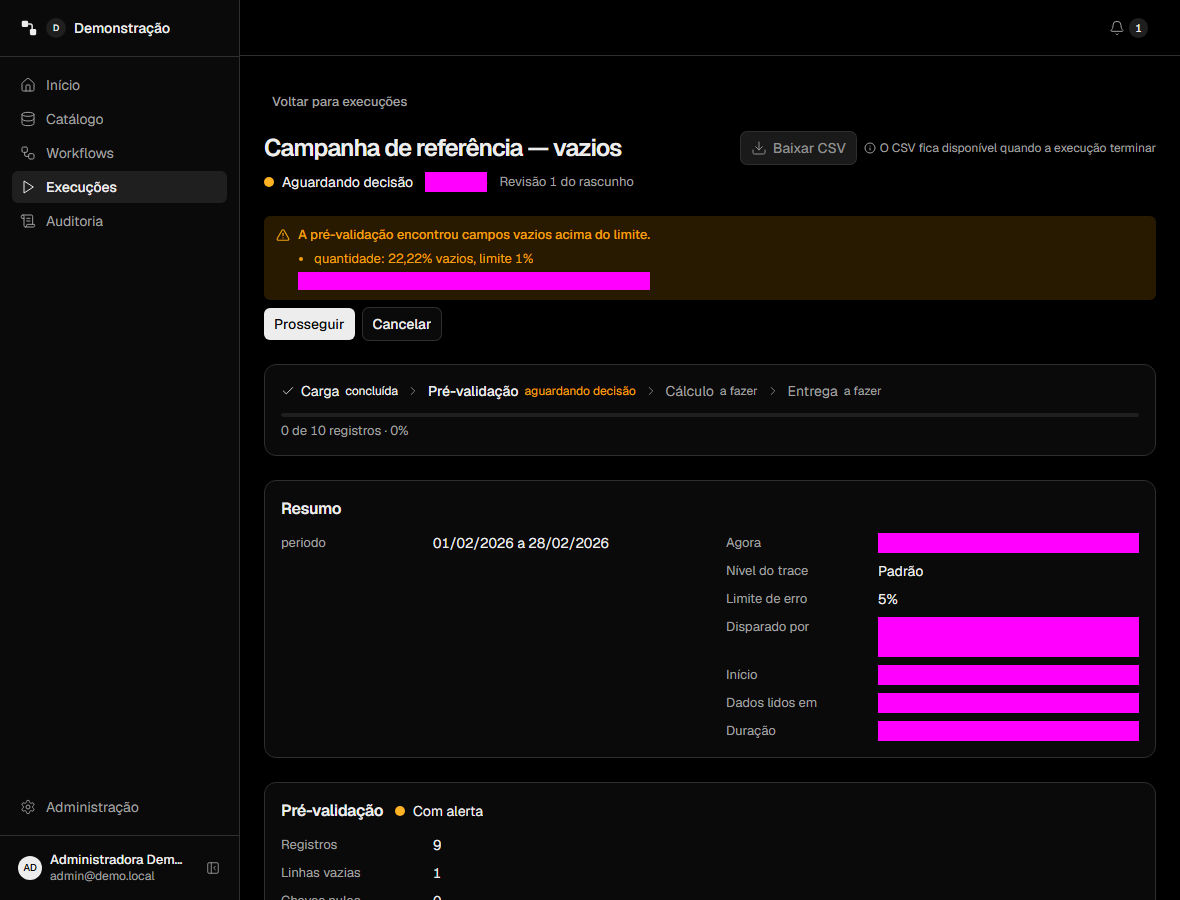 D Demonstração
1
Início
Catálogo
Workflows
Execuções
Auditoria
Administração
AD
Administradora Dem...
admin@demo.local
Voltar para execuções
Campanha de referência — vazios
Baixar CSV
O CSV fica disponível quando a execução terminar
Aguardando decisão
Revisão 1 do rascunho
A pré-validação encontrou campos vazios acima do limite.
• quantidade: 22,22% vazios, limite 1%
Prosseguir
Cancelar
Carga concluída
Pré-validação aguardando decisão
Cálculo a fazer
Entrega a fazer
0 de 10 registros · 0%
Resumo
periodo 01/02/2026 a 28/02/2026
Agora
Nível do trace Padrão
Limite de erro 5%
Disparado por
Início
Dados lidos em
Duração
Pré-validação Com alerta
Registros 9
Linhas vazias 1